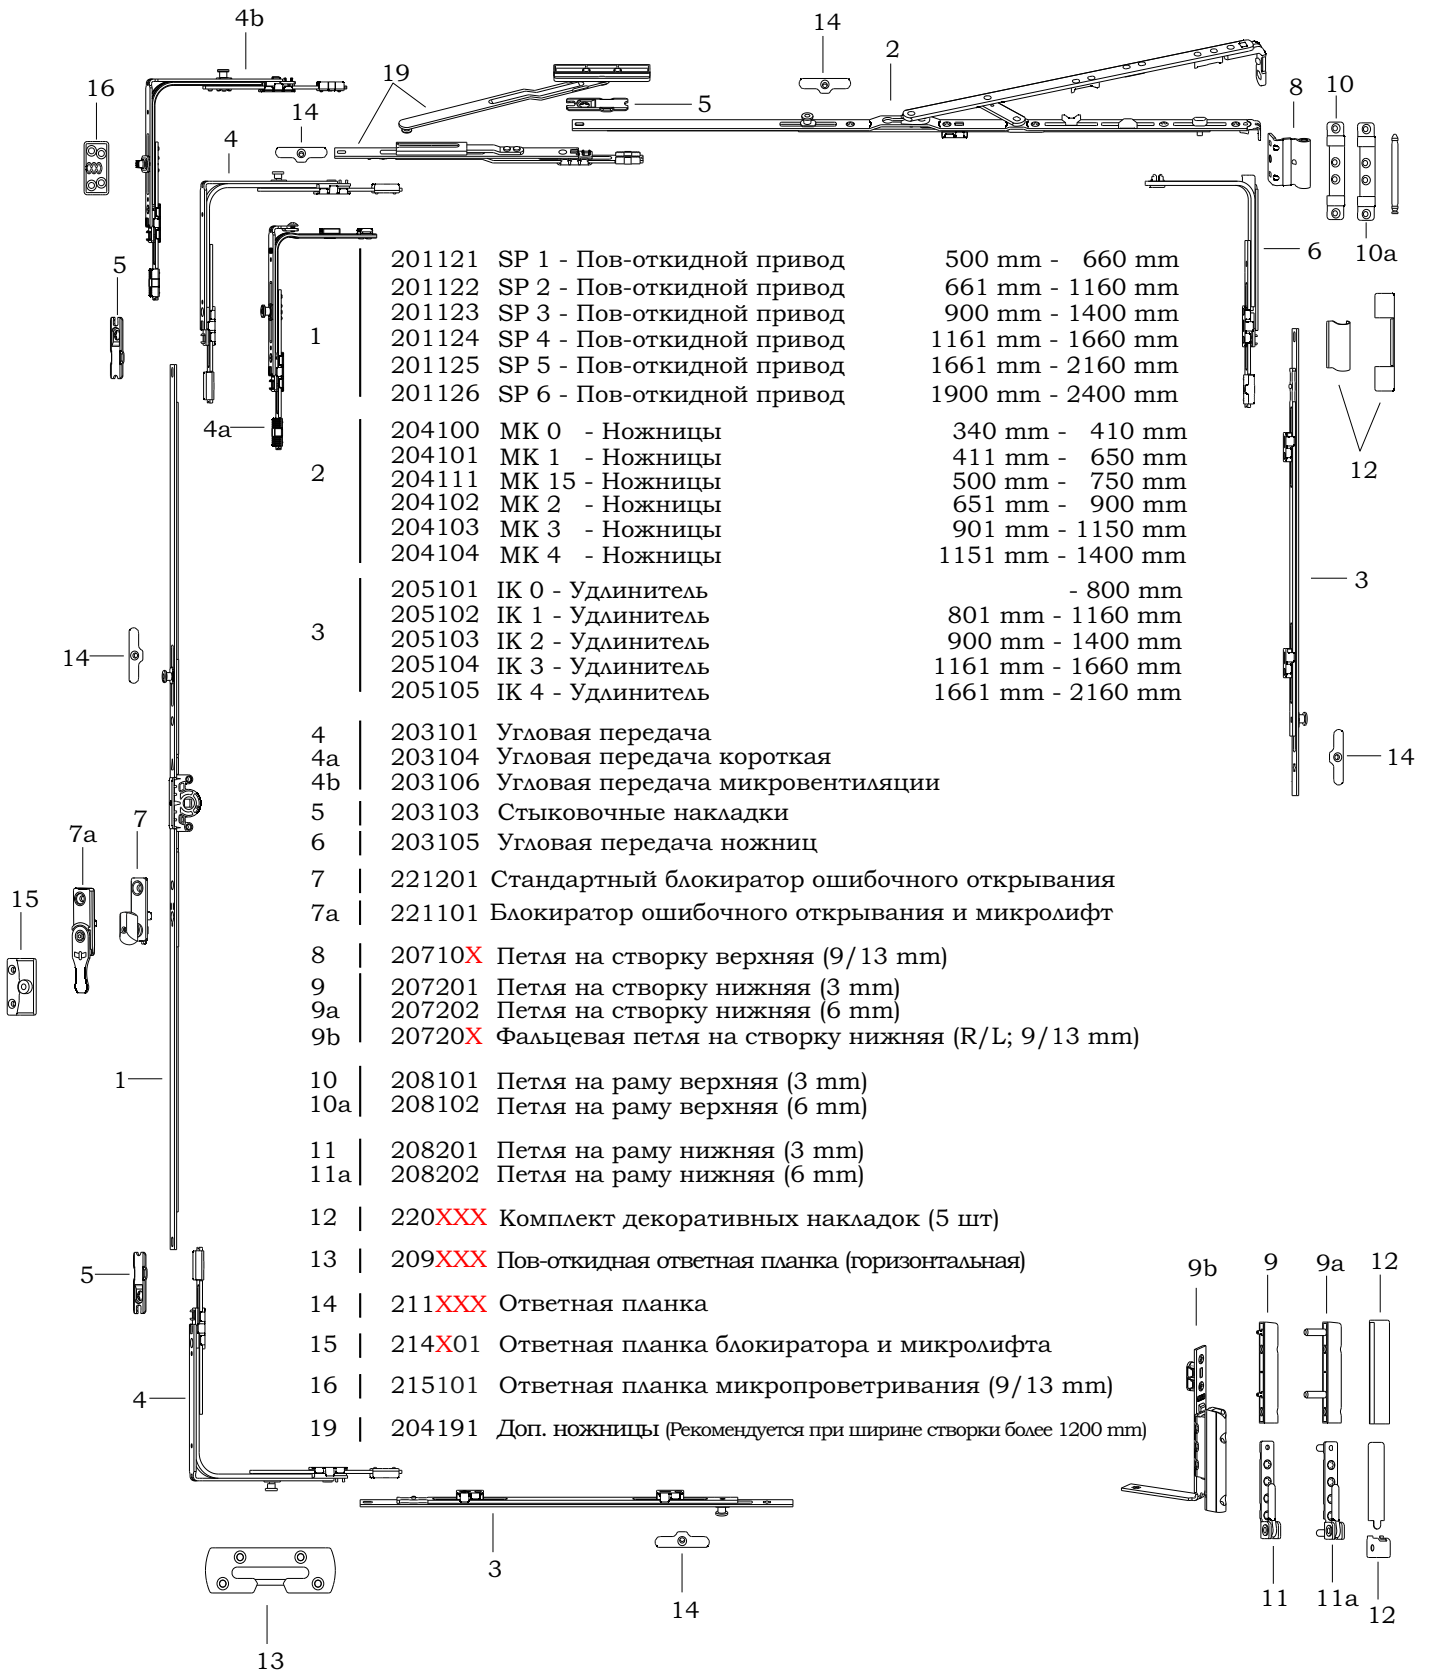 4b
14
2
19
16
5
8
10
14
4
5
6
10a
201121 SP 1 - Пов-откидной привод 500 mm - 660 mm
201122 SP 2 - Пов-откидной привод 661 mm - 1160 mm
201123 SP 3 - Пов-откидной привод 900 mm - 1400 mm
1
201124 SP 4 - Пов-откидной привод 1161 mm - 1660 mm
201125 SP 5 - Пов-откидной привод 1661 mm - 2160 mm
201126 SP 6 - Пов-откидной привод 1900 mm - 2400 mm
4a
12
204100 MK 0 - Ножницы 340 mm - 410 mm
204101 MK 1 - Ножницы 411 mm - 650 mm
2
204111 MK 15 - Ножницы 500 mm - 750 mm
204102 MK 2 - Ножницы 651 mm - 900 mm
204103 MK 3 - Ножницы 901 mm - 1150 mm
204104 MK 4 - Ножницы 1151 mm - 1400 mm
3
205101 IK 0 - Удлинитель - 800 mm
205102 IK 1 - Удлинитель 801 mm - 1160 mm
3
205103 IK 2 - Удлинитель 900 mm - 1400 mm
205104 IK 3 - Удлинитель 1161 mm - 1660 mm
205105 IK 4 - Удлинитель 1661 mm - 2160 mm
14
4 203101 Угловая передача
4a 203104 Угловая передача короткая
14
4b 203106 Угловая передача микровентиляции
5 203103 Стыковочные накладки
6 203105 Угловая передача ножниц
7a
7
7 221201 Стандартный блокиратор ошибочного открывания
15
7a 221101 Блокиратор ошибочного открывания и микролифт
8 20710X Петля на створку верхняя (9/13 mm)
9 207201 Петля на створку нижняя (3 mm)
9a 207202 Петля на створку нижняя (6 mm)
9b 20720X Фальцевая петля на створку нижняя (R/L; 9/13 mm)
1
10 208101 Петля на раму верхняя (3 mm)
10a 208102 Петля на раму верхняя (6 mm)
11 208201 Петля на раму нижняя (3 mm)
11a 208202 Петля на раму нижняя (6 mm)
12 220XXX Комплект декоративных накладок (5 шт)
13 209XXX Пов-откидная ответная планка (горизонтальная)
5
9b
9
9a
12
14 211XXX Ответная планка
15 214X01 Ответная планка блокиратора и микролифта
16 215101 Ответная планка микропроветривания (9/13 mm)
4
19 204191 Доп. ножницы (Рекомендуется при ширине створки более 1200 mm)
3
14
11
11a
12
13